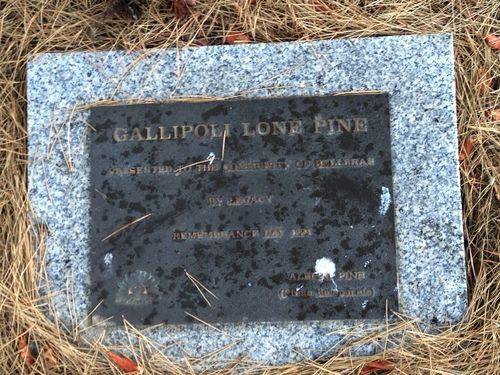 GALLIPOLI LONE PINE
PRESENTED TO THE COMMUNITY OF
BY LEGACY
REMEMBRANCE DAY
PINE